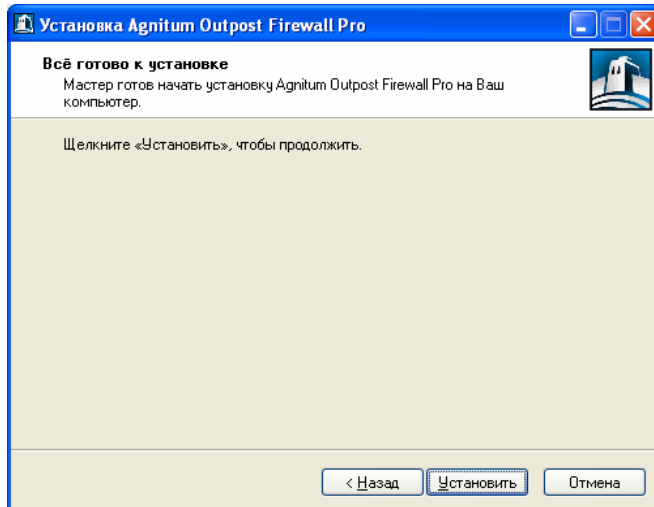 Установка Agnitum Outpost Firewall Pro
Всё готово к установке
Мастер готов начать установку Agnitum Outpost Firewall Pro на Ваш
компьютер.
Щелкните «Установить», чтобы продолжить.
< Назад Установить Отмена